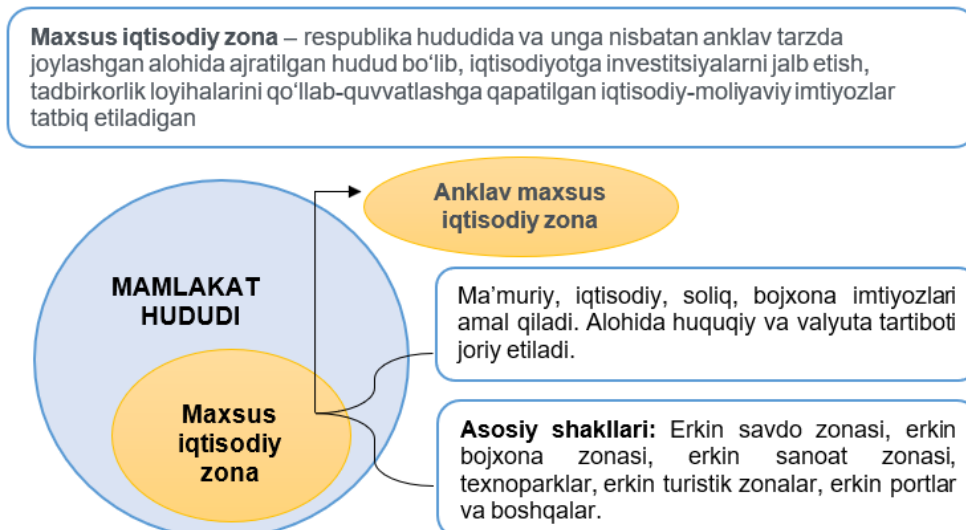 Maxsus iqtisodiy zona – respublika hududida va unga nisbatan anklav tarzda
joylashgan alohida ajratilgan hudud bo‘lib, iqtisodiyotga investitsiyalarni jalb etish,
tadbirkorlik loyihalarini qo‘llab-quvvatlashga qapatilgan iqtisodiy-moliyaviy imtiyozlar
tatbiq etiladigan
Anklav maxsus
iqtisodiy zona
MAMLAKAT
HUDUDI
Ma’muriy, iqtisodiy, soliq, bojxona imtiyozlari
amal qiladi. Alohida huquqiy va valyuta tartiboti
joriy etiladi.
Maxsus
iqtisodiy
zona
Asosiy shakllari: Erkin savdo zonasi, erkin
bojxona zonasi, erkin sanoat zonasi,
texnoparklar, erkin turistik zonalar, erkin portlar
va boshqalar.